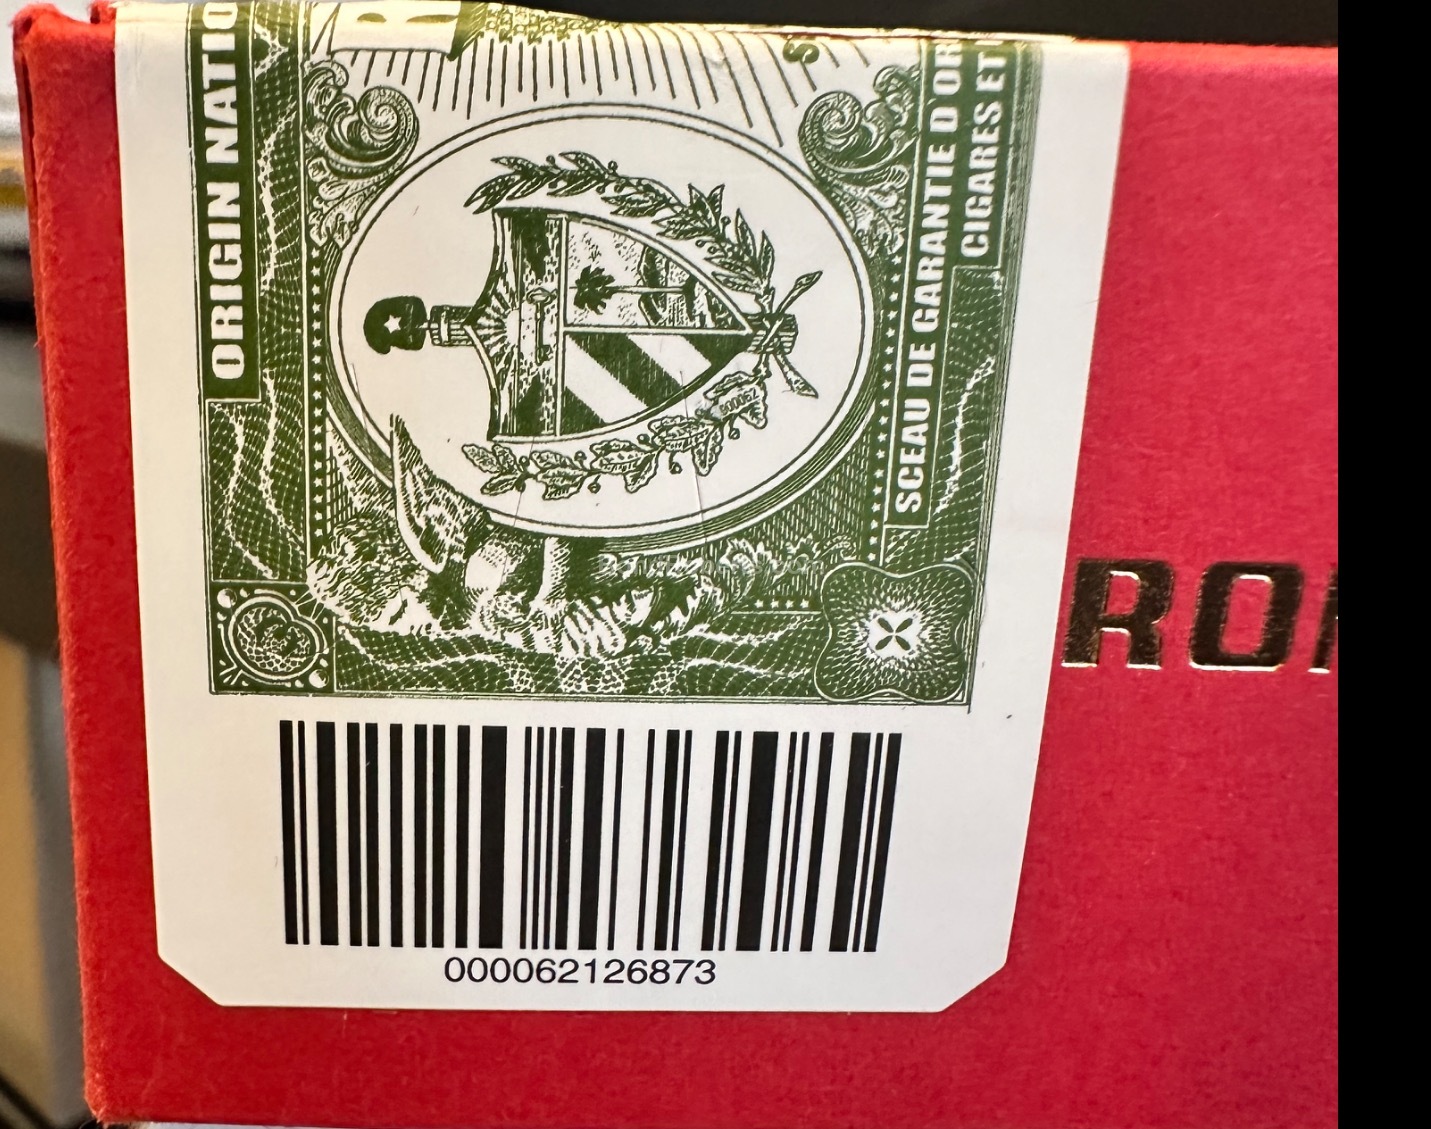 ORIGIN NATIO
SCEAU DE GARANTIE D'OR
CIGARES ET
000062126873
RO